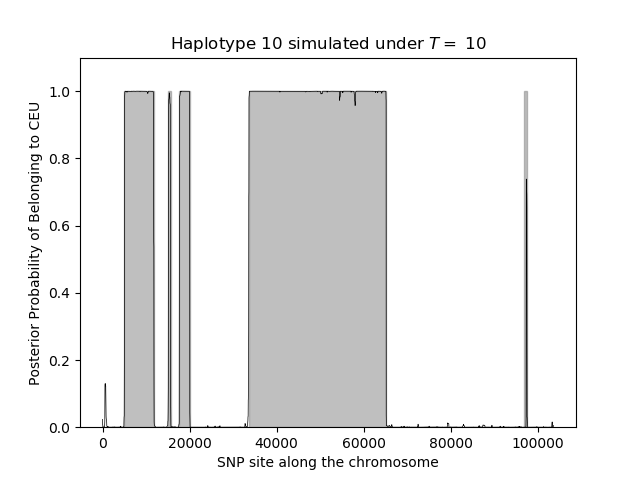 Haplotype 10 simulated under T = 10
Posterior Probability of Belonging to CEU
1.0
0.8
0.6
0.4
0.2
0.0
0 20000 40000 60000 80000 100000
SNP site along the chromosome